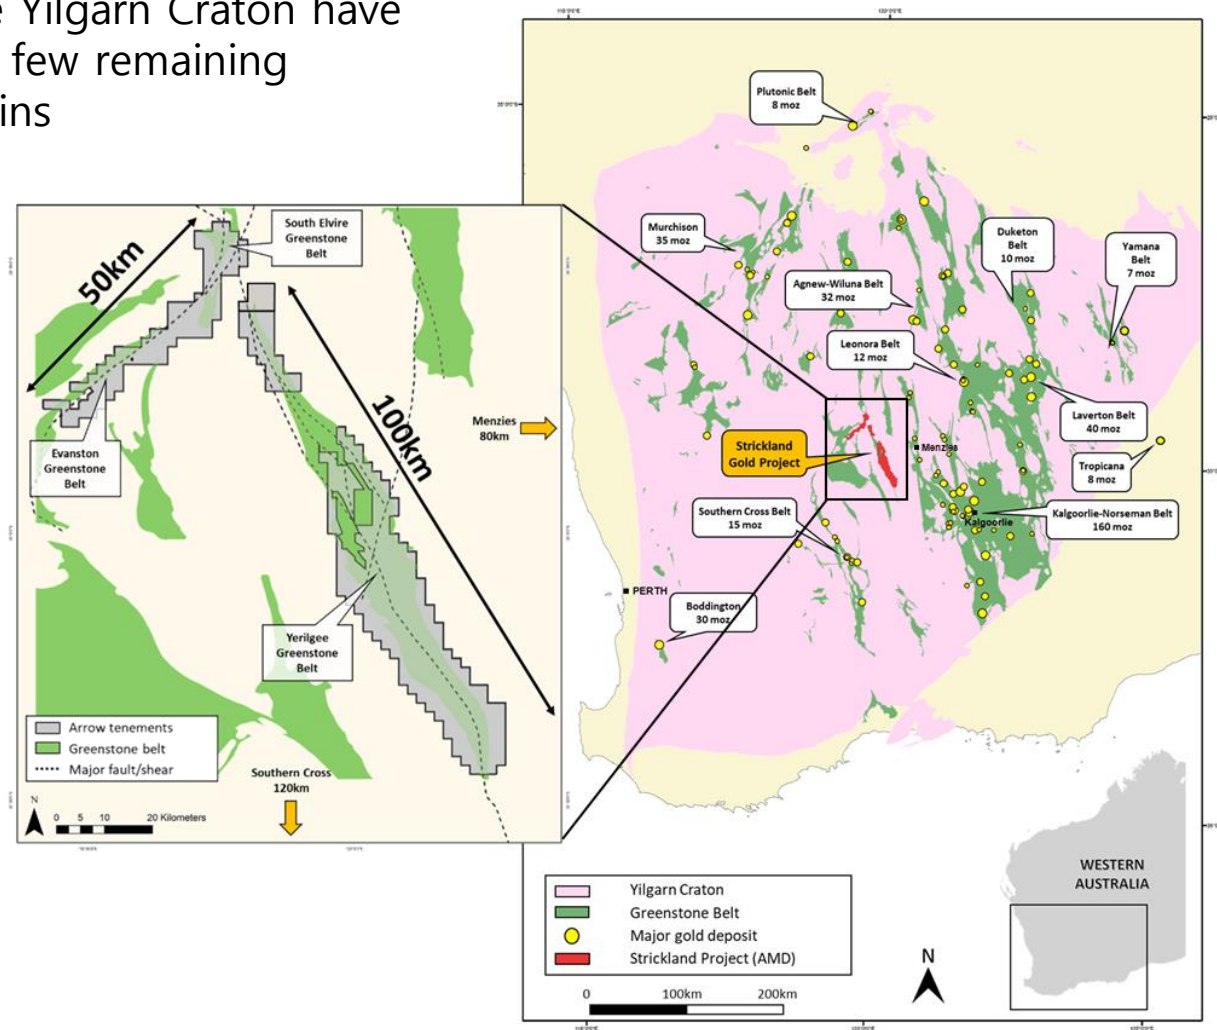 Yilgarn Craton have
few remaining
ins
Plutonic Belt
8 moz
Murchison
35 moz
Duketon
Belt
10 moz
Yamana
Belt
7 moz
Agnew-Wiluna Belt
32 moz
Leonora Belt
12 moz
Laverton Belt
40 moz
Strickland
Gold Project
Menzies
Tropicana
8 moz
Southern Cross Belt
15 moz
Kalgoorlie-Norseman Belt
160 moz
Kalgoorlie
PERTH
Boddington
30 moz
Yilgarn Craton
Greenstone Belt
Major gold deposit
Strickland Project (AMD)
0 100km 200km
N
WESTERN
AUSTRALIA
South Elvire
Greenstone
Belt
50km
100km
Menzies
80km
Evanston
Greenstone
Belt
Yerilgee
Greenstone
Belt
Arrow tenements
Greenstone belt
Major fault/shear
Southern Cross
120km
N
0 5 10 20 Kilometers